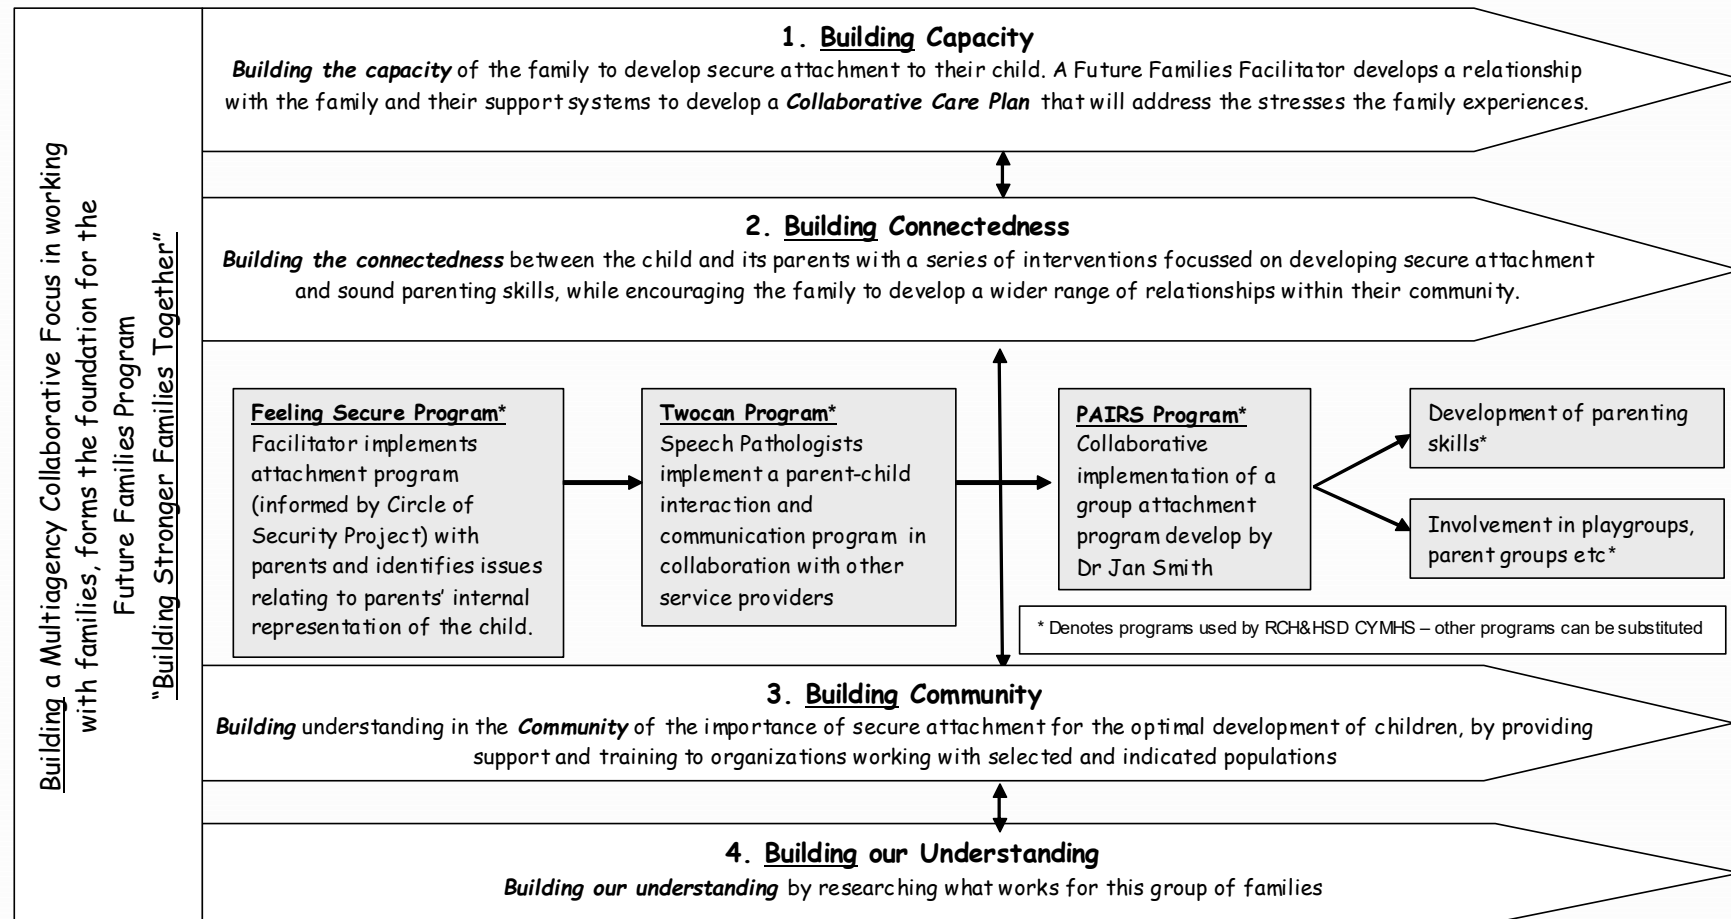 Building a Multiagency Collaborative Focus in working
with families, forms the foundation for the
Future Families Program
“Building Stronger Families Together”
1. Building Capacity
Building the capacity of the family to develop secure attachment to their child. A Future Families Facilitator develops a relationship
with the family and their support systems to develop a Collaborative Care Plan that will address the stresses the family experiences.
2. Building Connectedness
Building the connectedness between the child and its parents with a series of interventions focussed on developing secure attachment
and sound parenting skills, while encouraging the family to develop a wider range of relationships within their community.
Feeling Secure Program*
Facilitator implements
attachment program
(informed by Circle of
Security Project) with
parents and identifies issues
relating to parents’ internal
representation of the child.
Twocan Program*
Speech Pathologists
implement a parent-child
interaction and
communication program in
collaboration with other
service providers
PAIRS Program*
Collaborative
implementation of a
group attachment
program develop by
Dr Jan Smith
Development of parenting
skills*
Involvement in playgroups,
parent groups etc*
* Denotes programs used by RCH&HSD CYMHS – other programs can be substituted
3. Building Community
Building understanding in the Community of the importance of secure attachment for the optimal development of children, by providing
support and training to organizations working with selected and indicated populations
4. Building our Understanding
Building our understanding by researching what works for this group of families